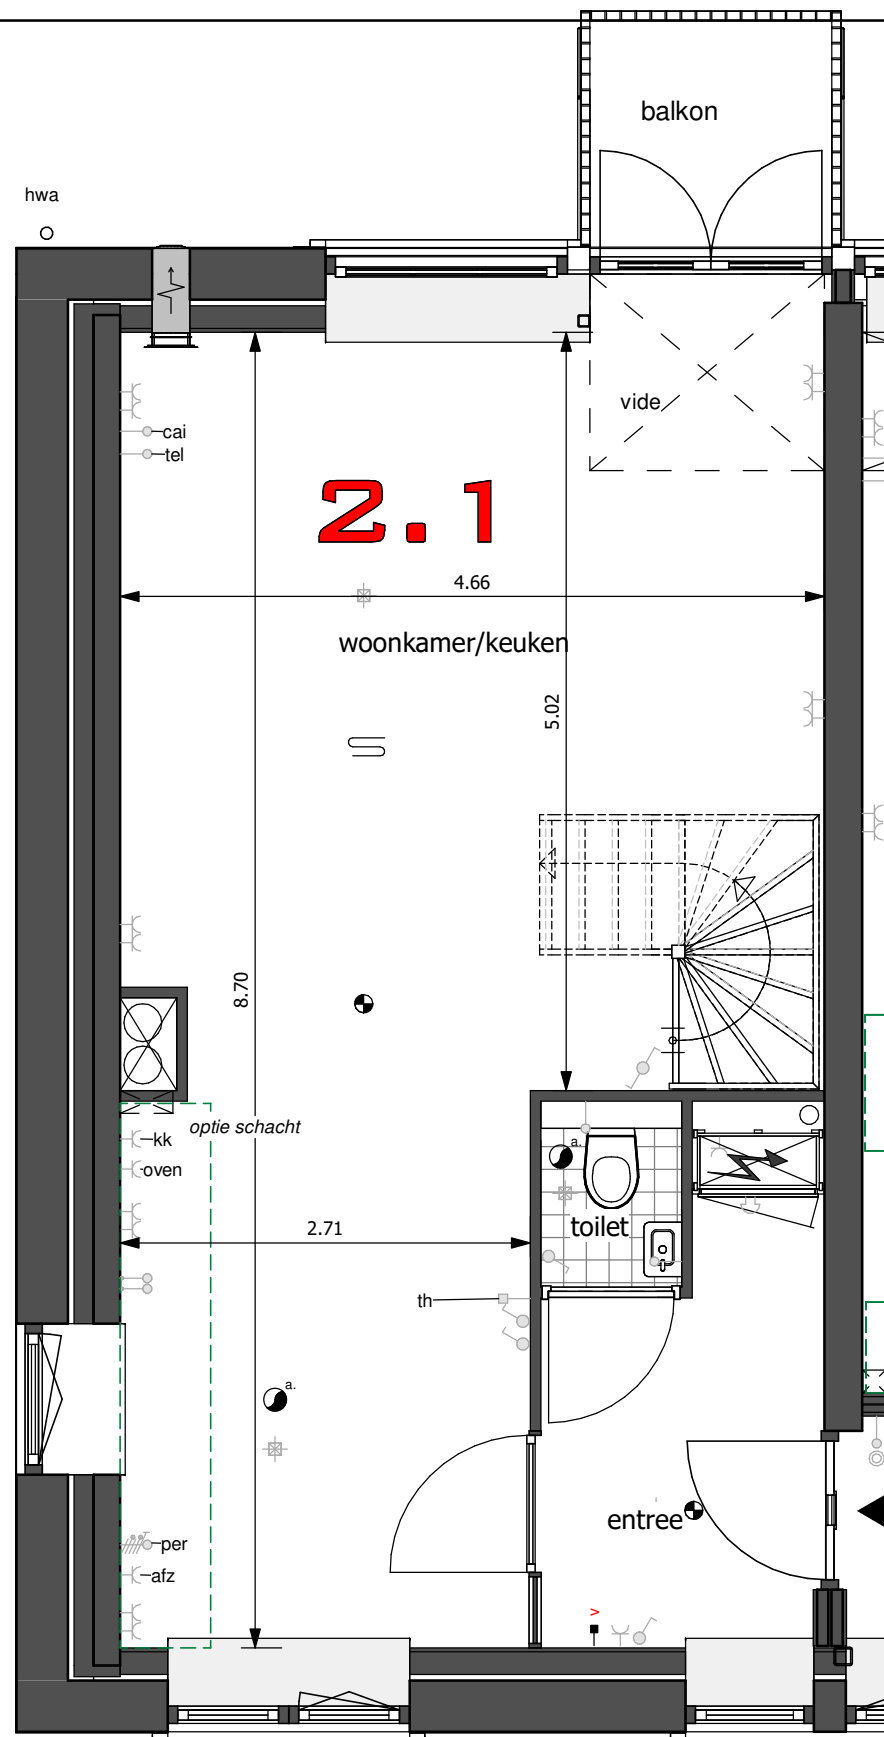 balkon
hwa
vide
cai
tel
2.1
4.66
woonkamer/keuken
5.02
8.70
optie schacht
kk
a.
oven
toilet
2.71
th
a.
entree
per
afz
v